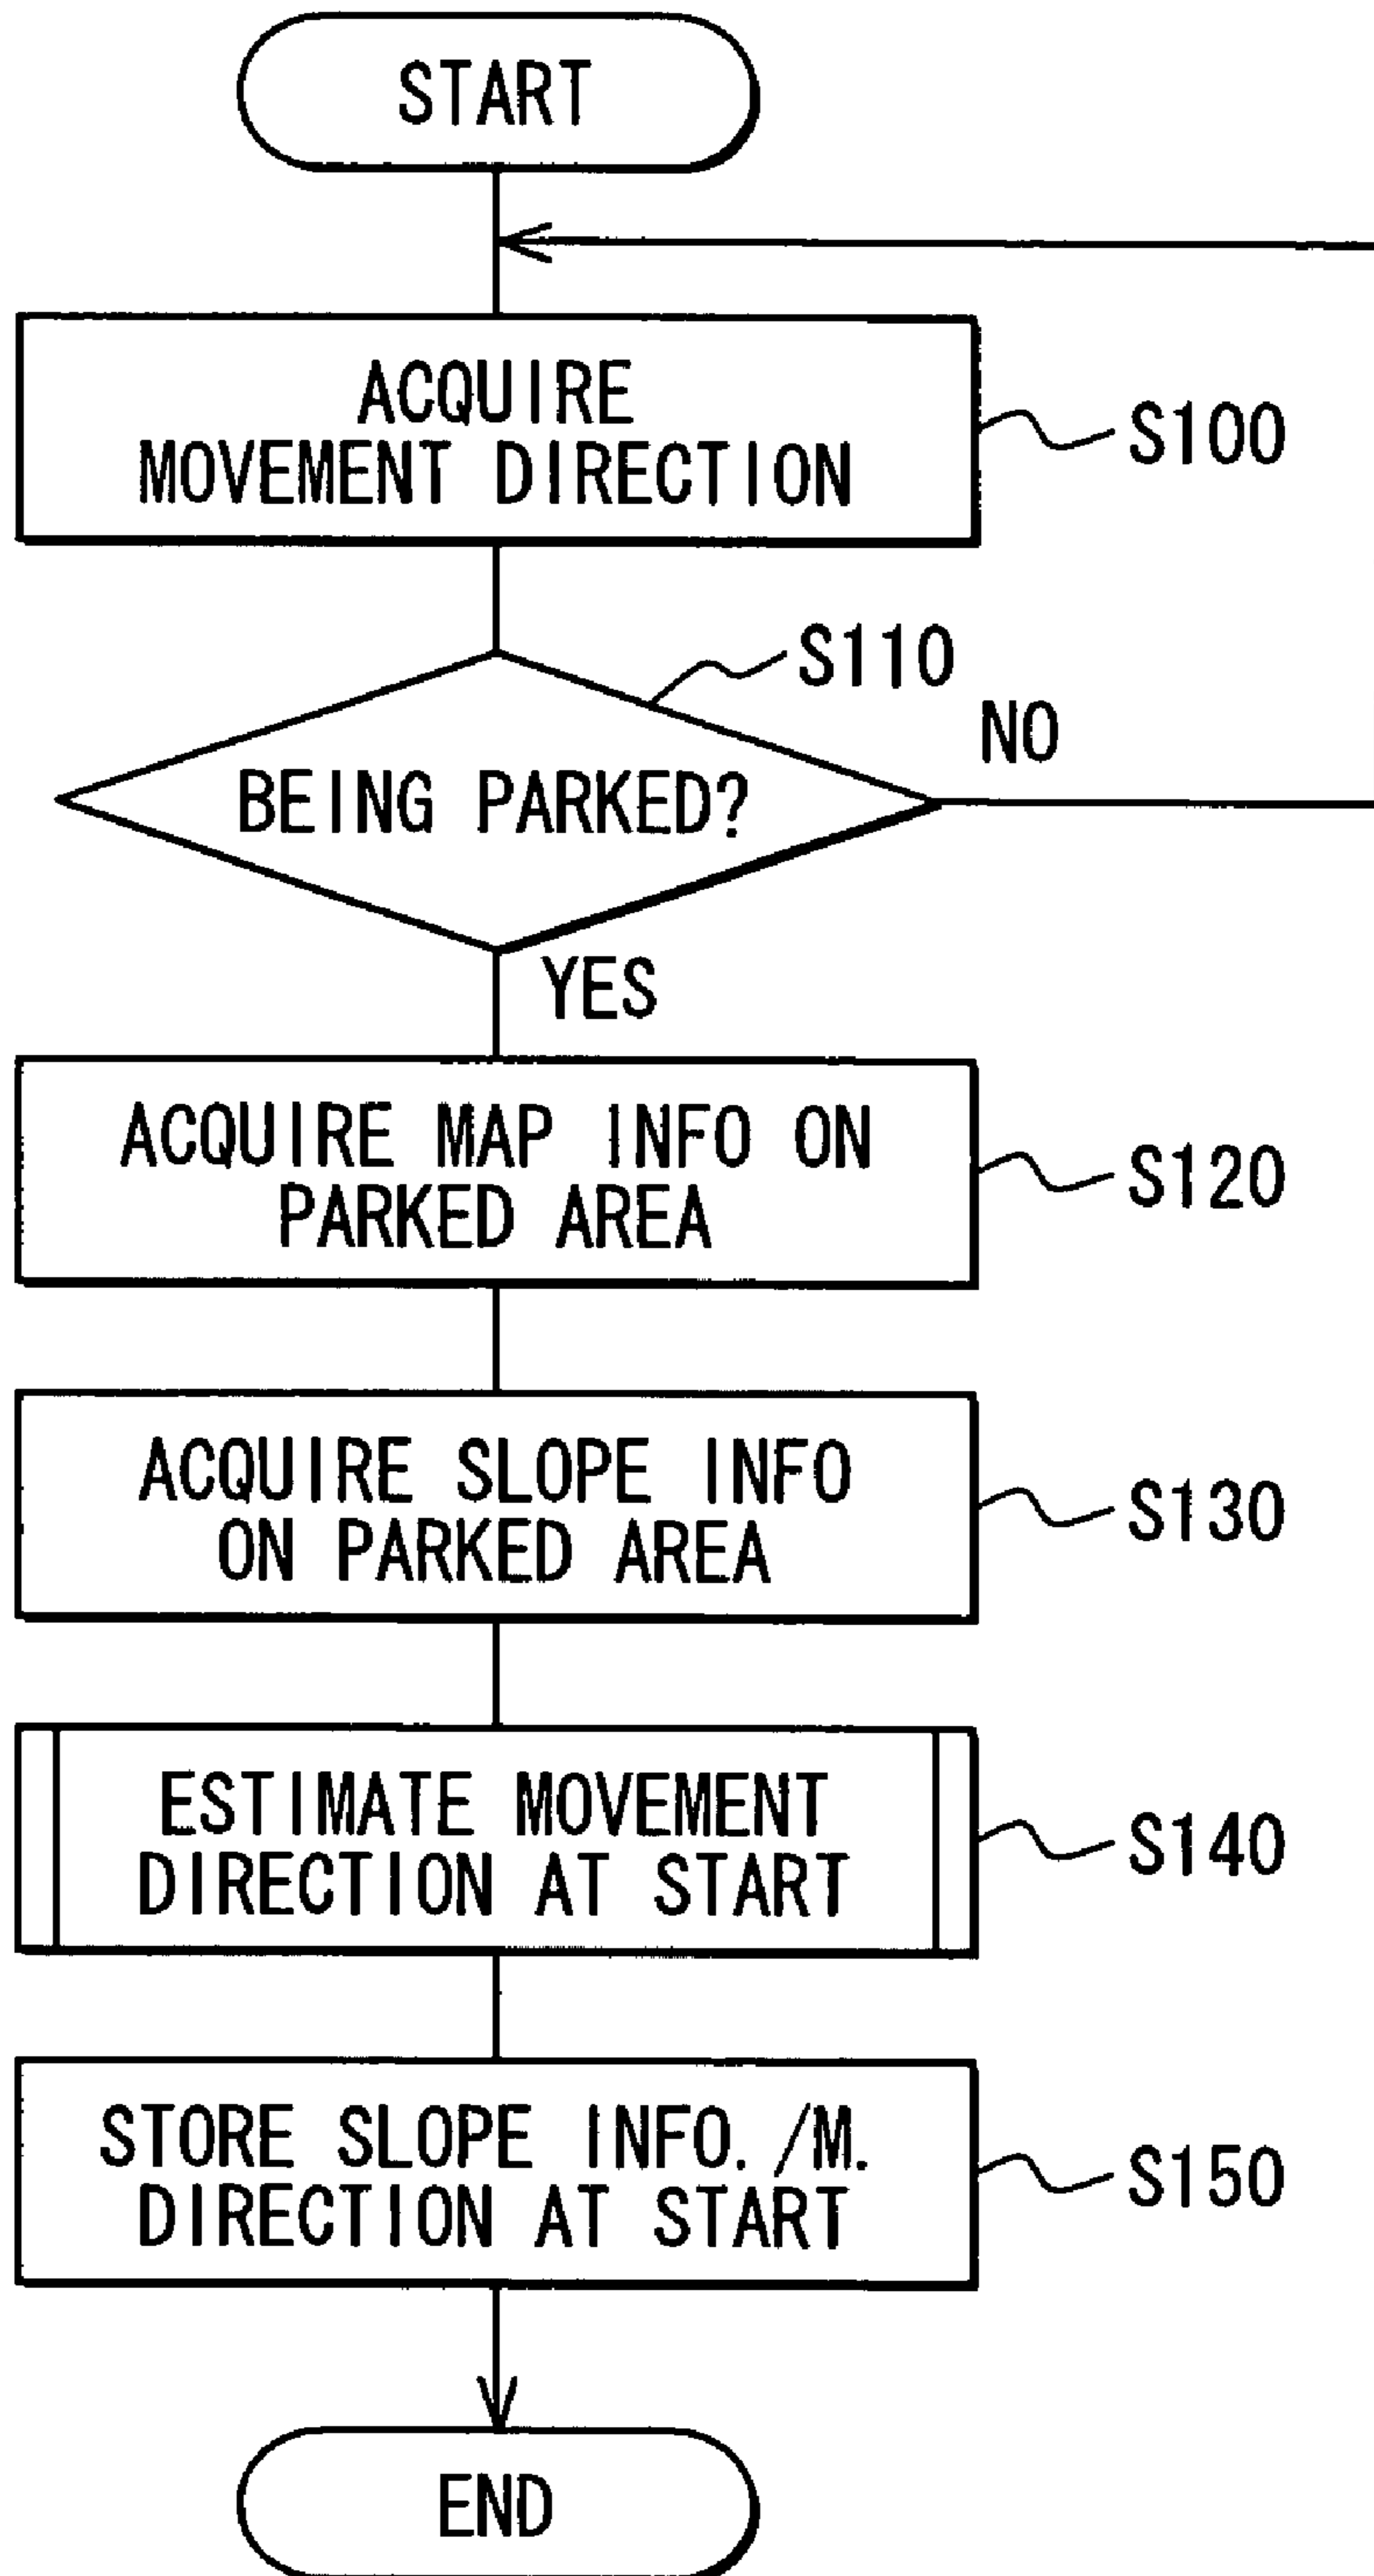 START
ACQUIRE
MOVEMENT DIRECTION
S100
S110
BEING PARKED?
NO
YES
ACQUIRE MAP INFO ON
PARKED AREA
S120
ACQUIRE SLOPE INFO
ON PARKED AREA
S130
ESTIMATE MOVEMENT
DIRECTION AT START
S140
STORE SLOPE INFO./M.
DIRECTION AT START
S150
END